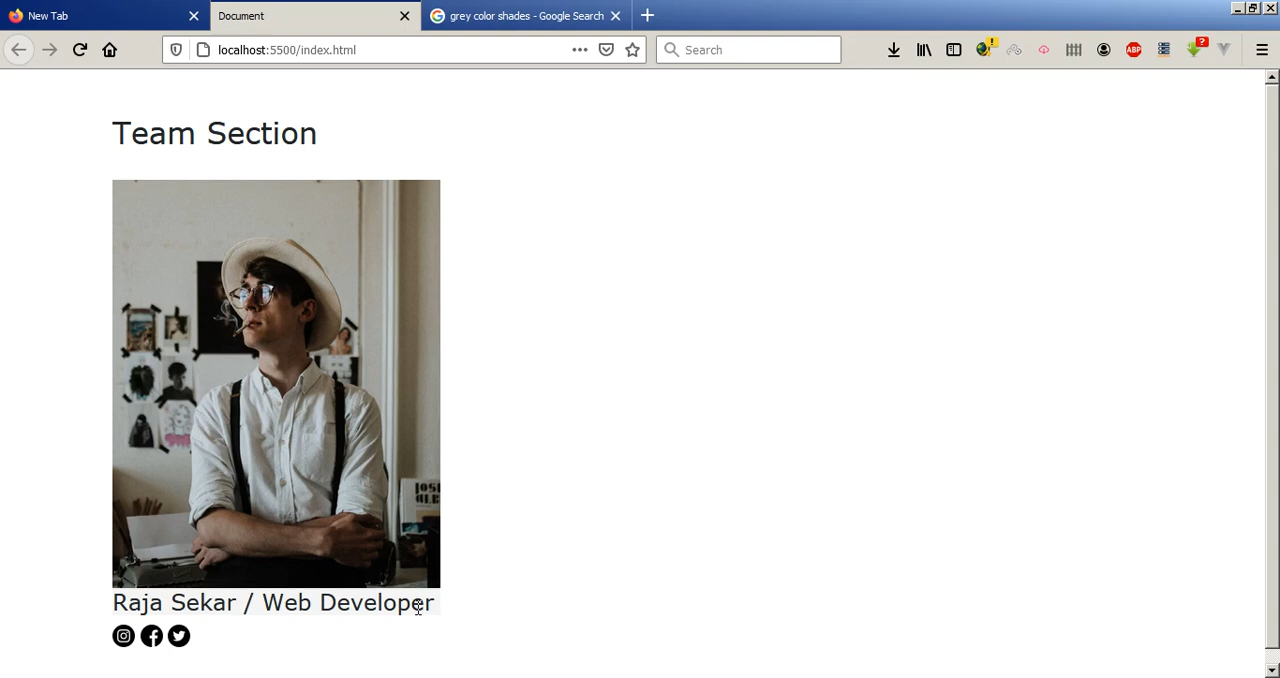 New Tab
Document
grey color shades - Google Search
localhost:5500/index.html
Search
ABP
Team Section
Raja Sekar / Web Developer